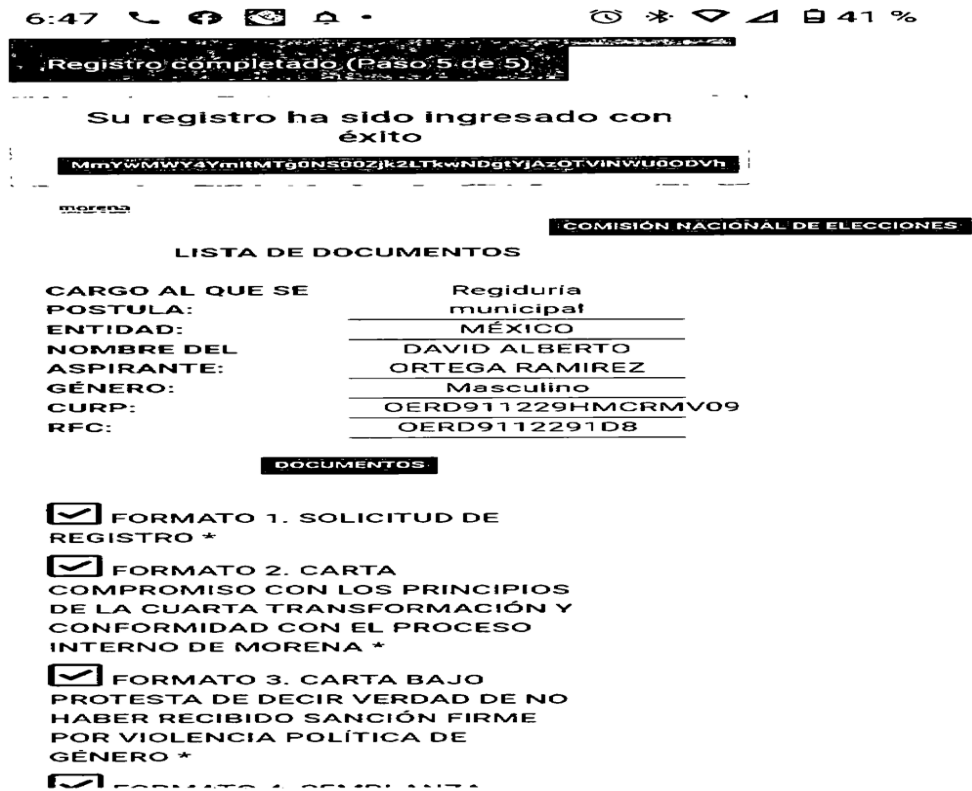 6:47 41 %
Registro completado (Paso 5 de 5)
Su registro ha sido ingresado con
éxito
morena
COMISIÓN NACIONAL DE ELECCIONES
LISTA DE DOCUMENTOS
CARGO AL QUE SE Regiduría
POSTULA: municipal
ENTIDAD: MÉXICO
NOMBRE DEL DAVID ALBERTO
ASPIRANTE: ORTEGA RAMIREZ
GÉNERO: Masculino
CURP: OERD911229HMCRMV09
RFC: OERD9112291D8
DOCUMENTOS
FORMATO 1. SOLICITUD DE
REGISTRO *
FORMATO 2. CARTA
COMPROMISO CON LOS PRINCIPIOS
DE LA CUARTA TRANSFORMACIÓN Y
CONFORMIDAD CON EL PROCESO
INTERNO DE MORENA *
FORMATO 3. CARTA BAJO
PROTESTA DE DECIR VERDAD DE NO
HABER RECIBIDO SANCIÓN FIRME
POR VIOLENCIA POLÍTICA DE
GÉNERO *
FORMATO 4. SEMBLANZA